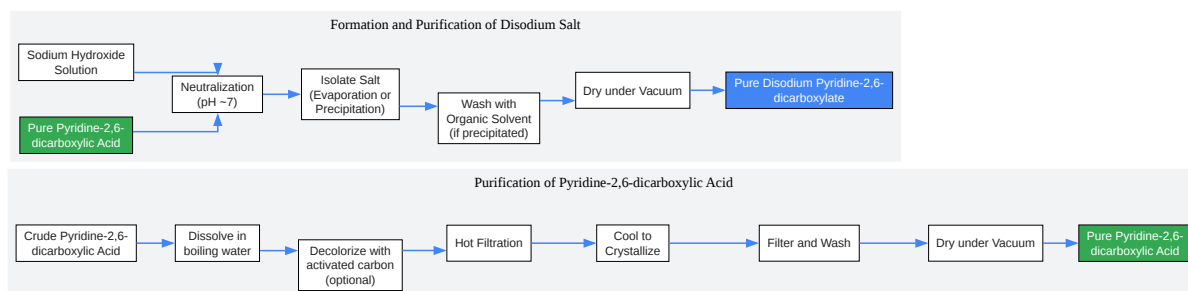 Formation and Purification of Disodium Salt
Sodium Hydroxide
Solution
Neutralization
(pH ~7)
Pure Pyridine-2,6-
dicarboxylic Acid
Isolate Salt
(Evaporation or
Precipitation)
Wash with
Organic Solvent
(if precipitated)
Dry under Vacuum
Pure Disodium Pyridine-2,6-
dicarboxylate
Purification of Pyridine-2,6-dicarboxylic Acid
Crude Pyridine-2,6-
dicarboxylic Acid
Dissolve in
boiling water
Decolorize with
activated carbon
(optional)
Hot Filtration
Cool to
Crystallize
Filter and Wash
Dry under Vacuum
Pure Pyridine-2,6-
dicarboxylic Acid